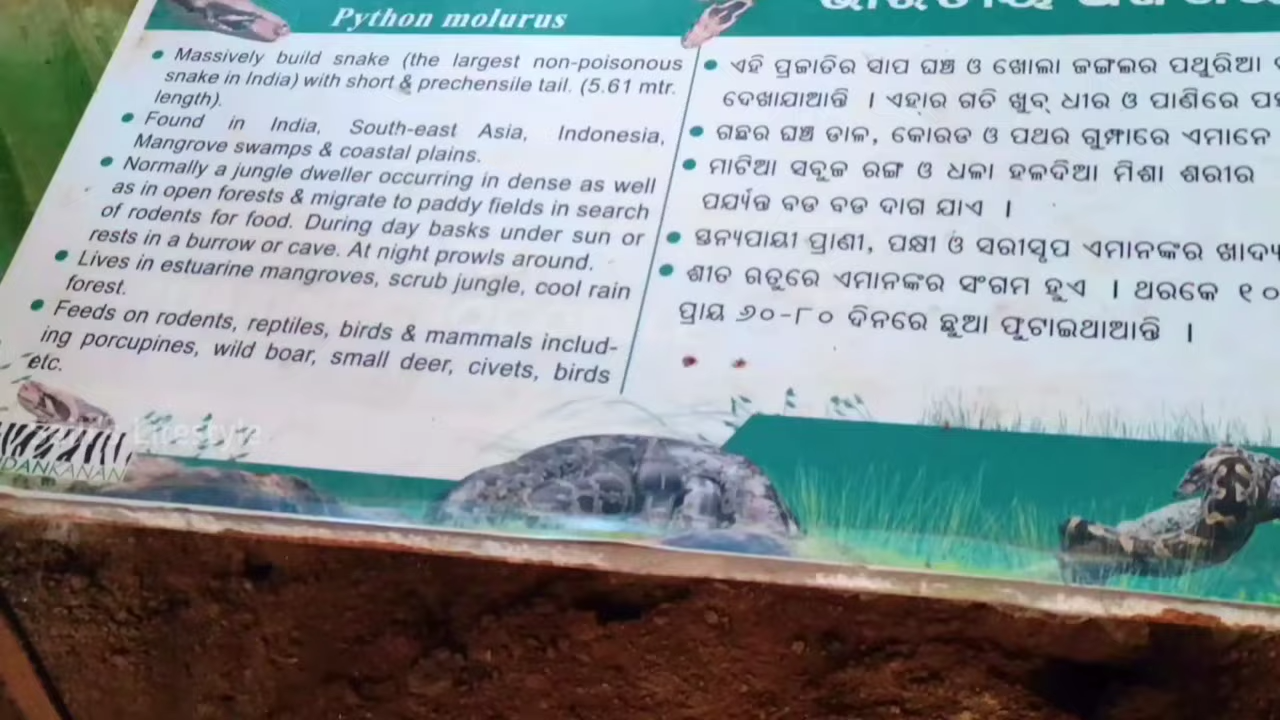 Python molurus
• Massively build snake (the largest non-poisonous
snake in India) with short & prechensile tail. (5.61 mtr.
length).
• Found in India, South-east Asia, Indonesia,
Mangrove swamps & coastal plains.
• Normally a jungle dweller occurring in dense as well
as in open forests & migrate to paddy fields in search
of rodents for food. During day basks under sun or
rests in a burrow or cave. At night prowls around.
• Lives in estuarine mangroves, scrub jungle, cool rain
forest.
• Feeds on rodents, reptiles, birds & mammals includ-
ing porcupines, wild boar, small deer, civets, birds
etc.
• ଏହି ପ୍ରଜାତିର ସାପ ଘଞ୍ଚ ଓ ଖୋଲା ଜଙ୍ଗଲର ପଥୁରିଆ
ଦେଖାଯାଆନ୍ତି । ଏହାର ଗତି ଖୁବ୍ ଧୀର ଓ ପାଣିରେ
• ଗଛର ଘଞ୍ଚ ଡାଳ, କୋରଡ ଓ ପଥର ଗୁମ୍ଫାରେ ଏମାନେ
• ମାଟିଆ ସବୁଜ ରଙ୍ଗ ଓ ଧଳା ହଳଦିଆ ମିଶା ଶରୀର
ପର୍ଯ୍ୟନ୍ତ ବଡ ବଡ ଦାଗ ଯାଏ ।
• ସ୍ତନ୍ୟପାୟୀ ପ୍ରାଣୀ, ପକ୍ଷୀ ଓ ସରୀସୃପ ଏମାନଙ୍କର
• ଶୀତ ଋତୁରେ ଏମାନଙ୍କର ସଂଗମ ହୁଏ । ଥରକେ
ପ୍ରାୟ ୬୦-୮୦ ଦିନରେ ଛୁଆ ଫୁଟାଇଥାଆନ୍ତି ।
Lifestyle
DANKANAN